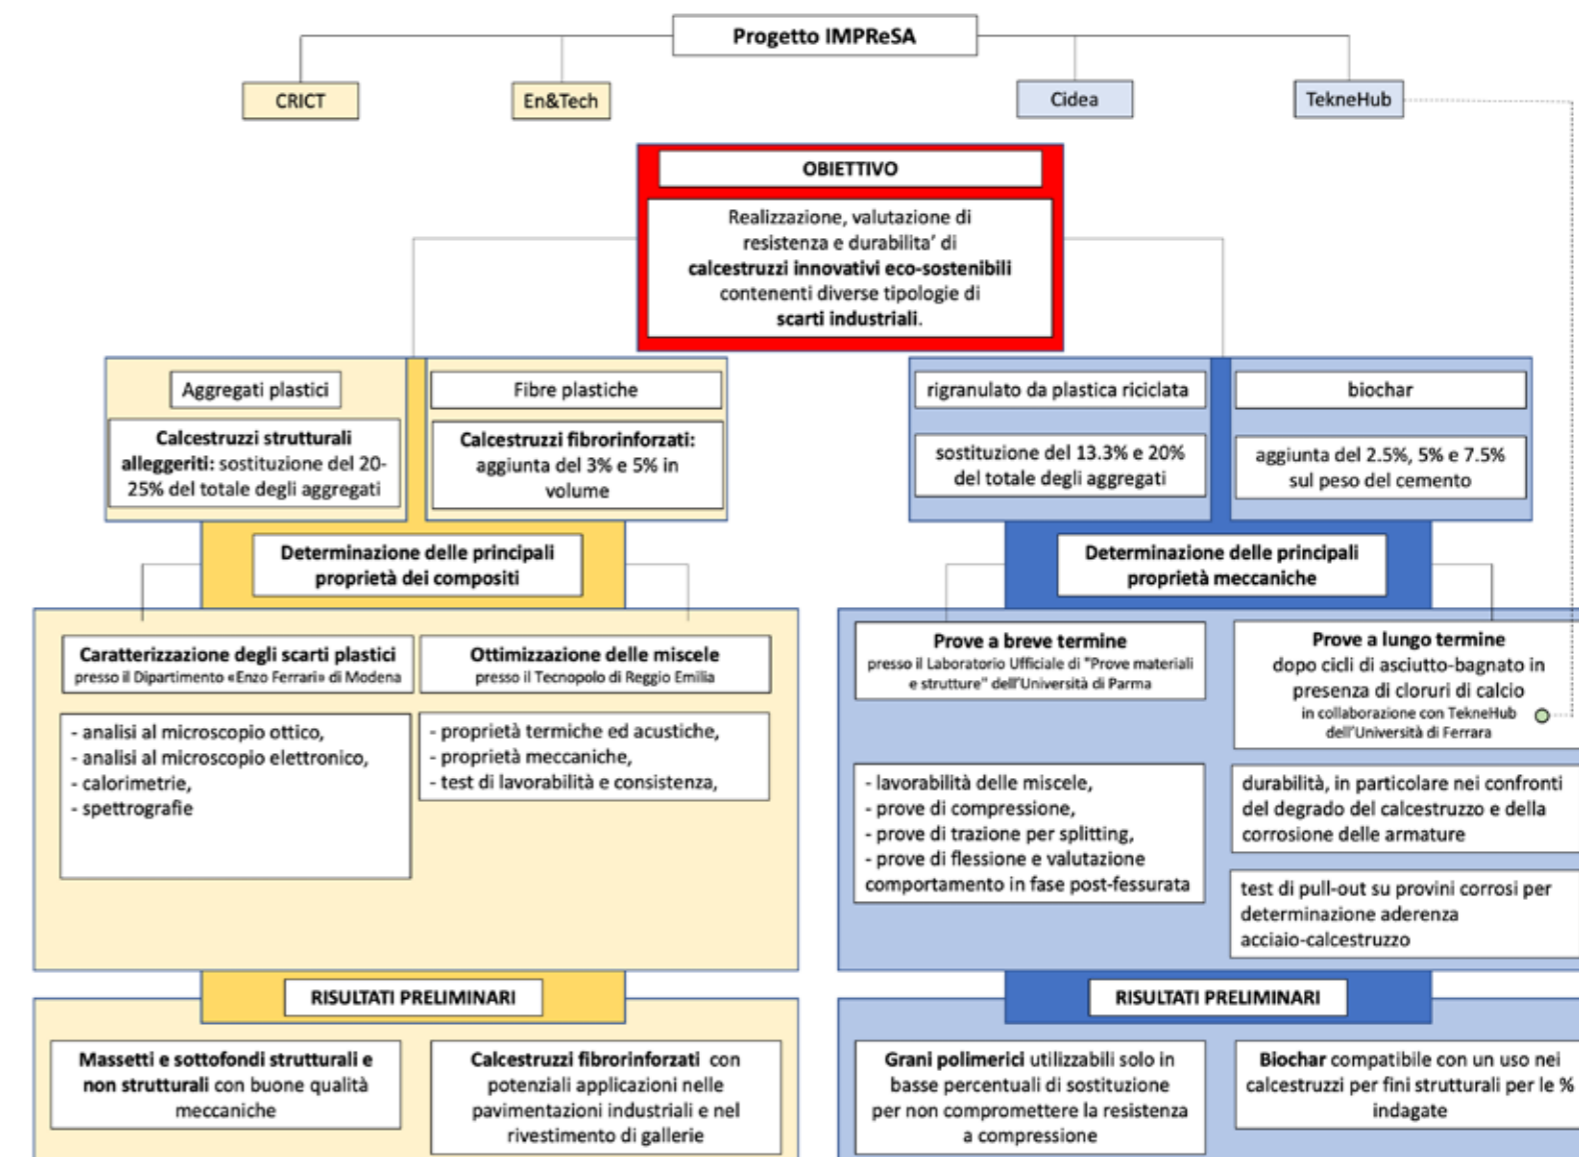 Progetto IMPReSA
CRICT
En&Tech
Cidea
TekneHub
OBIETTIVO
Realizzazione, valutazione di
resistenza e durabilita’ di
calcestruzzi innovativi eco-sostenibili
contenenti diverse tipologie di
scarti industriali.
Aggregati plastici
Calcestruzzi strutturali
alleggeriti: sostituzione del 20-
25% del totale degli aggregati
Fibre plastiche
Calcestruzzi fibrorinforzati:
aggiunta del 3% e 5% in
volume
rigranulato da plastica riciclata
sostituzione del 13.3% e 20%
del totale degli aggregati
biochar
aggiunta del 2.5%, 5% e 7.5%
sul peso del cemento
Determinazione delle principali
proprietà dei compositi
Caratterizzazione degli scarti plastici
presso il Dipartimento «Enzo Ferrari» di Modena
- analisi al microscopio ottico,
- analisi al microscopio elettronico,
- calorimetrie,
- spettrografie
Ottimizzazione delle miscele
presso il Tecnopolo di Reggio Emilia
- proprietà termiche ed acustiche,
- proprietà meccaniche,
- test di lavorabilità e consistenza,
Determinazione delle principali
proprietà meccaniche
Prove a breve termine
presso il Laboratorio Ufficiale di "Prove materiali
e strutture" dell’Università di Parma
- lavorabilità delle miscele,
- prove di compressione,
- prove di trazione per splitting,
- prove di flessione e valutazione
comportamento in fase post-fessurata
Prove a lungo termine
dopo cicli di asciutto-bagnato in
presenza di cloruri di calcio
in collaborazione con TekneHub
dell’Università di Ferrara
durabilità, in particolare nei confronti
del degrado del calcestruzzo e della
corrosione delle armature
test di pull-out su provini corrosi per
determinazione aderenza
acciaio-calcestruzzo
RISULTATI PRELIMINARI
Massetti e sottofondi strutturali e
non strutturali con buone qualità
meccaniche
Calcestruzzi fibrorinforzati con
potenziali applicazioni nelle
pavimentazioni industriali e nel
rivestimento di gallerie
RISULTATI PRELIMINARI
Grani polimerici utilizzabili solo in
basse percentuali di sostituzione
per non compromettere la resistenza
a compressione
Biochar compatibile con un uso nei
calcestruzzi per fini strutturali per le %
indagate